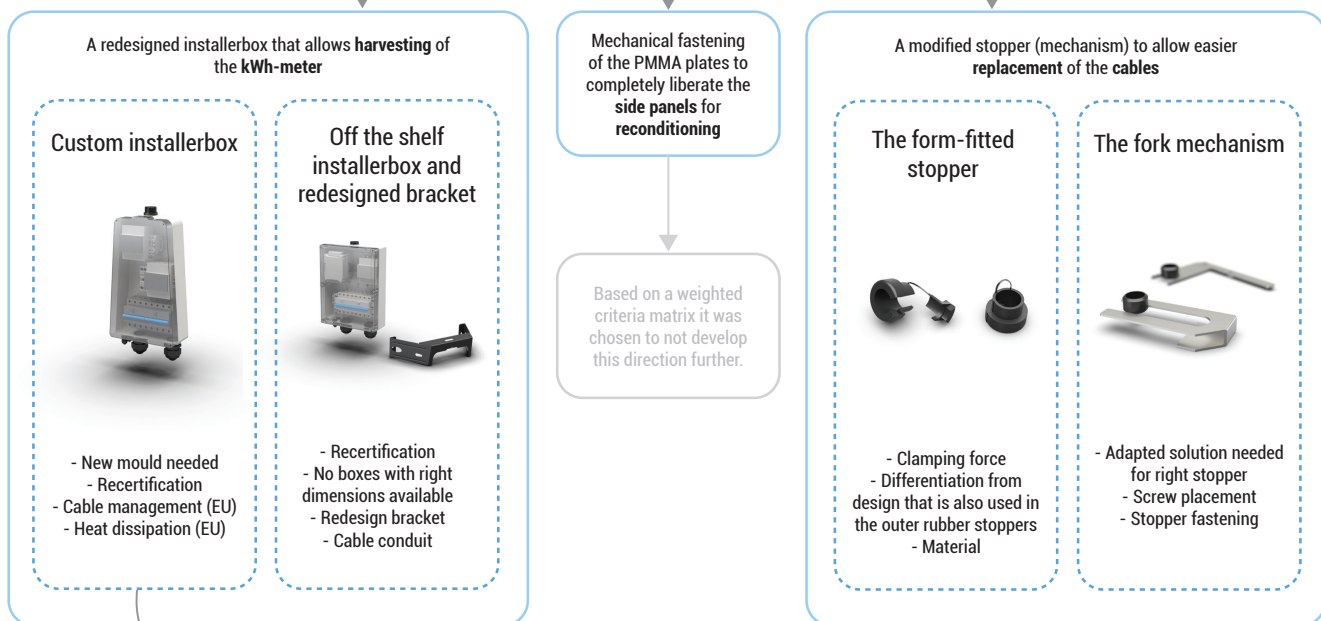 A redesigned installerbox that allows harvesting of
the kWh-meter
Custom installerbox
- New mould needed
- Recertification
- Cable management (EU)
- Heat dissipation (EU)
Off the shelf
installerbox and
redesigned bracket
- Recertification
- No boxes with right
dimensions available
- Redesign bracket
- Cable conduit
Mechanical fastening
of the PMMA plates to
completely liberate the
side panels for
reconditioning
Based on a weighted
criteria matrix it was
chosen to not develop
this direction further.
A modified stopper (mechanism) to allow easier
replacement of the cables
The form-fitted
stopper
- Clamping force
- Differentiation from
design that is also used in
the outer rubber stoppers
- Material
The fork mechanism
- Adapted solution needed
for right stopper
- Screw placement
- Stopper fastening